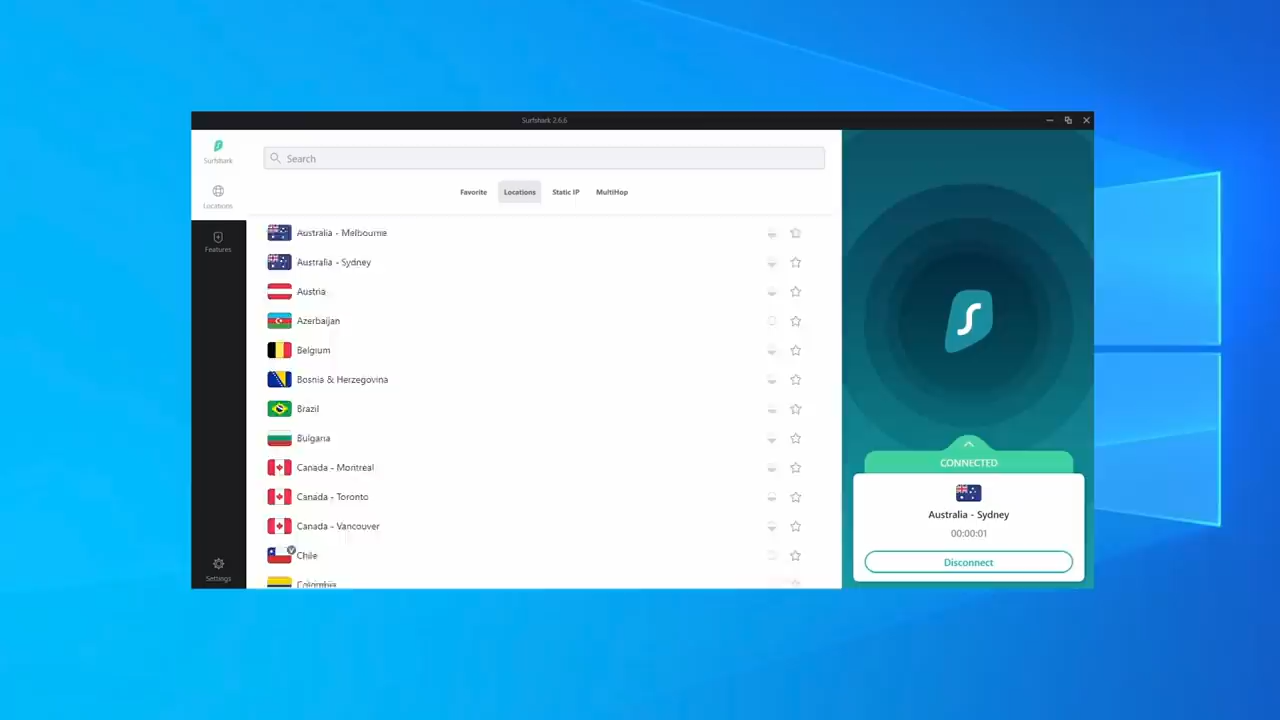 Surfshark 2.6.6
Surfshark
Locations
Features
Settings
Search
Favorite
Locations
Static IP
MultiHop
Australia - Melbourne
Australia - Sydney
Austria
Azerbaijan
Belgium
Bosnia & Herzegovina
Brazil
Bulgaria
Canada - Montreal
Canada - Toronto
Canada - Vancouver
V
Chile
Colombia
CONNECTED
Australia - Sydney
00:00:01
Disconnect